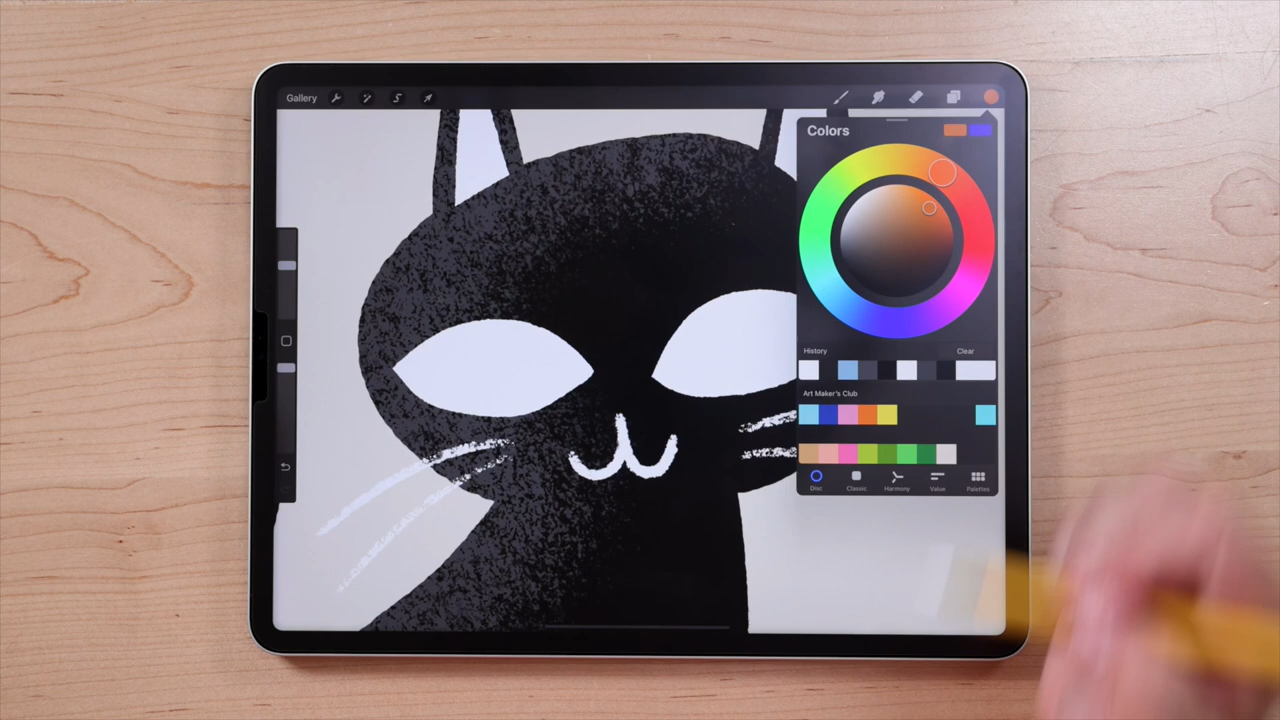 Gallery
Colors
History
Clear
Art Maker's Club
Disc
Classic
Harmony
Value
Palettes